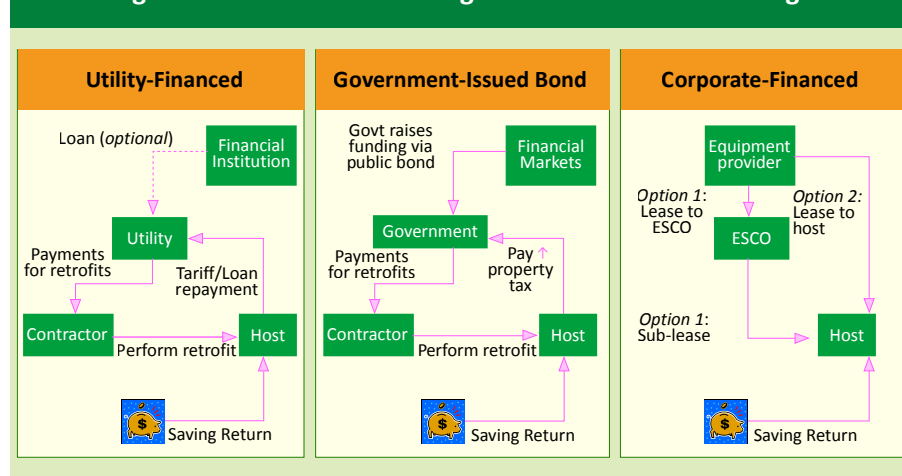 Utility-Financed
Loan (optional)
Financial
Institution
Utility
Payments
for retrofits
Tariff/Loan
repayment
Contractor
Host
Perform retrofit
$
Saving Return
Government-Issued Bond
Govt raises
funding via
public bond
Financial
Markets
Government
Payments
for retrofits
Pay ↑
property
tax
Contractor
Host
Perform retrofit
$
Saving Return
Corporate-Financed
Equipment
provider
Option 1:
Lease to
ESCO
Option 2:
Lease to
host
ESCO
Option 1:
Sub-lease
Host
$
Saving Return